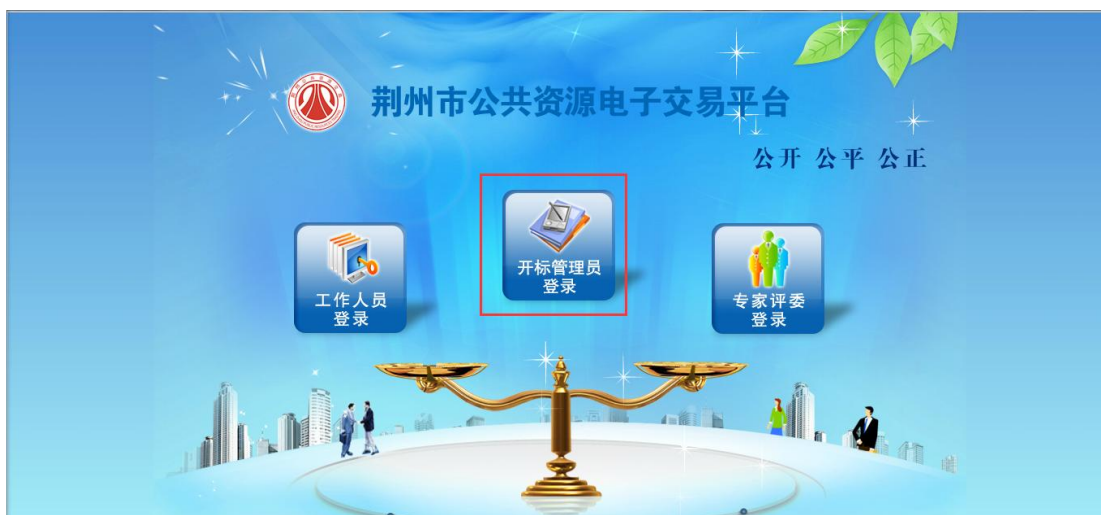 荆州市公共资源电子交易平台
公开 公平 公正
开标管理员
登录
工作人员
登录
专家评委
登录